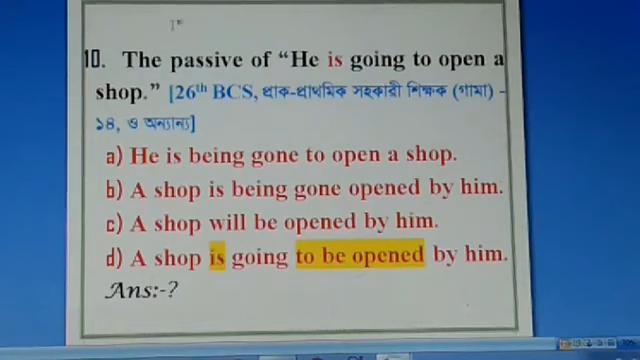 10. The passive of “He is going to open a
shop.” [26th BCS, প্রাক-প্রাথমিক সহকারী শিক্ষক (গামা) -
১৪, ও অন্যান্য]
a) He is being gone to open a shop.
b) A shop is being gone opened by him.
c) A shop will be opened by him.
d) A shop is going to be opened by him.
Ans:-?